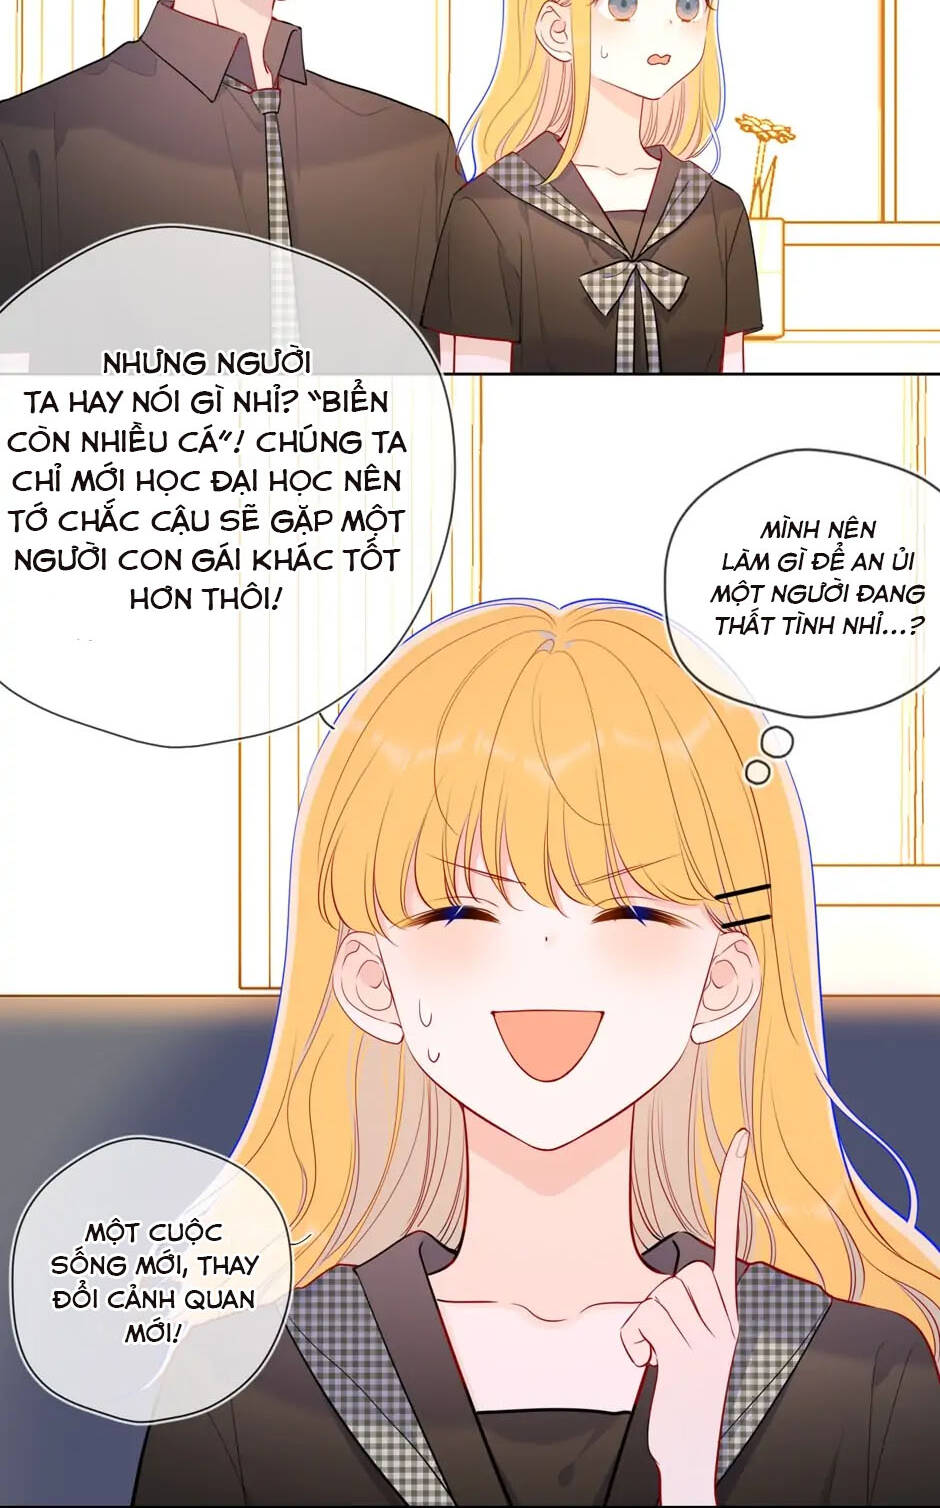 NHƯNG NGƯỜI
TA HAY NÓI GÌ NHỈ? "BIỂN
CÒN NHIỀU CÁ"! CHÚNG TA
CHỈ MỚI HỌC ĐẠI HỌC NÊN
TỚ CHẮC CẬU SẼ GẶP MỘT
NGƯỜI CON GÁI KHÁC TỐT
HƠN THÔI!
MÌNH NÊN
LÀM GÌ ĐỂ AN ỦI
MỘT NGƯỜI ĐANG
THẤT TÌNH NHỈ...?
MỘT CUỘC
SỐNG MỚI, THAY
ĐỔI CẢNH QUAN
MỚI!